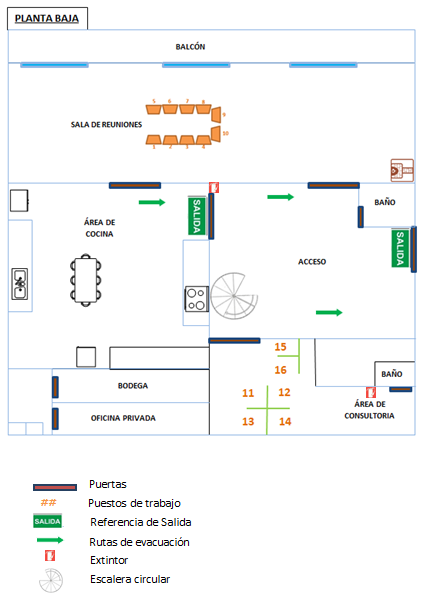 PLANTA BAJA
BALCÓN
5 6 7 8
9
SALA DE REUNIONES
10
1 2 3 4
ÁREA DE
COCINA
SALIDA
BAÑO
SALIDA
ACCESO
15
16
BAÑO
BODEGA
11 12
ÁREA DE
CONSULTORIA
OFICINA PRIVADA
13 14
Puertas
## Puestos de trabajo
SALIDA Referencia de Salida
Rutas de evacuación
Extintor
Escalera circular